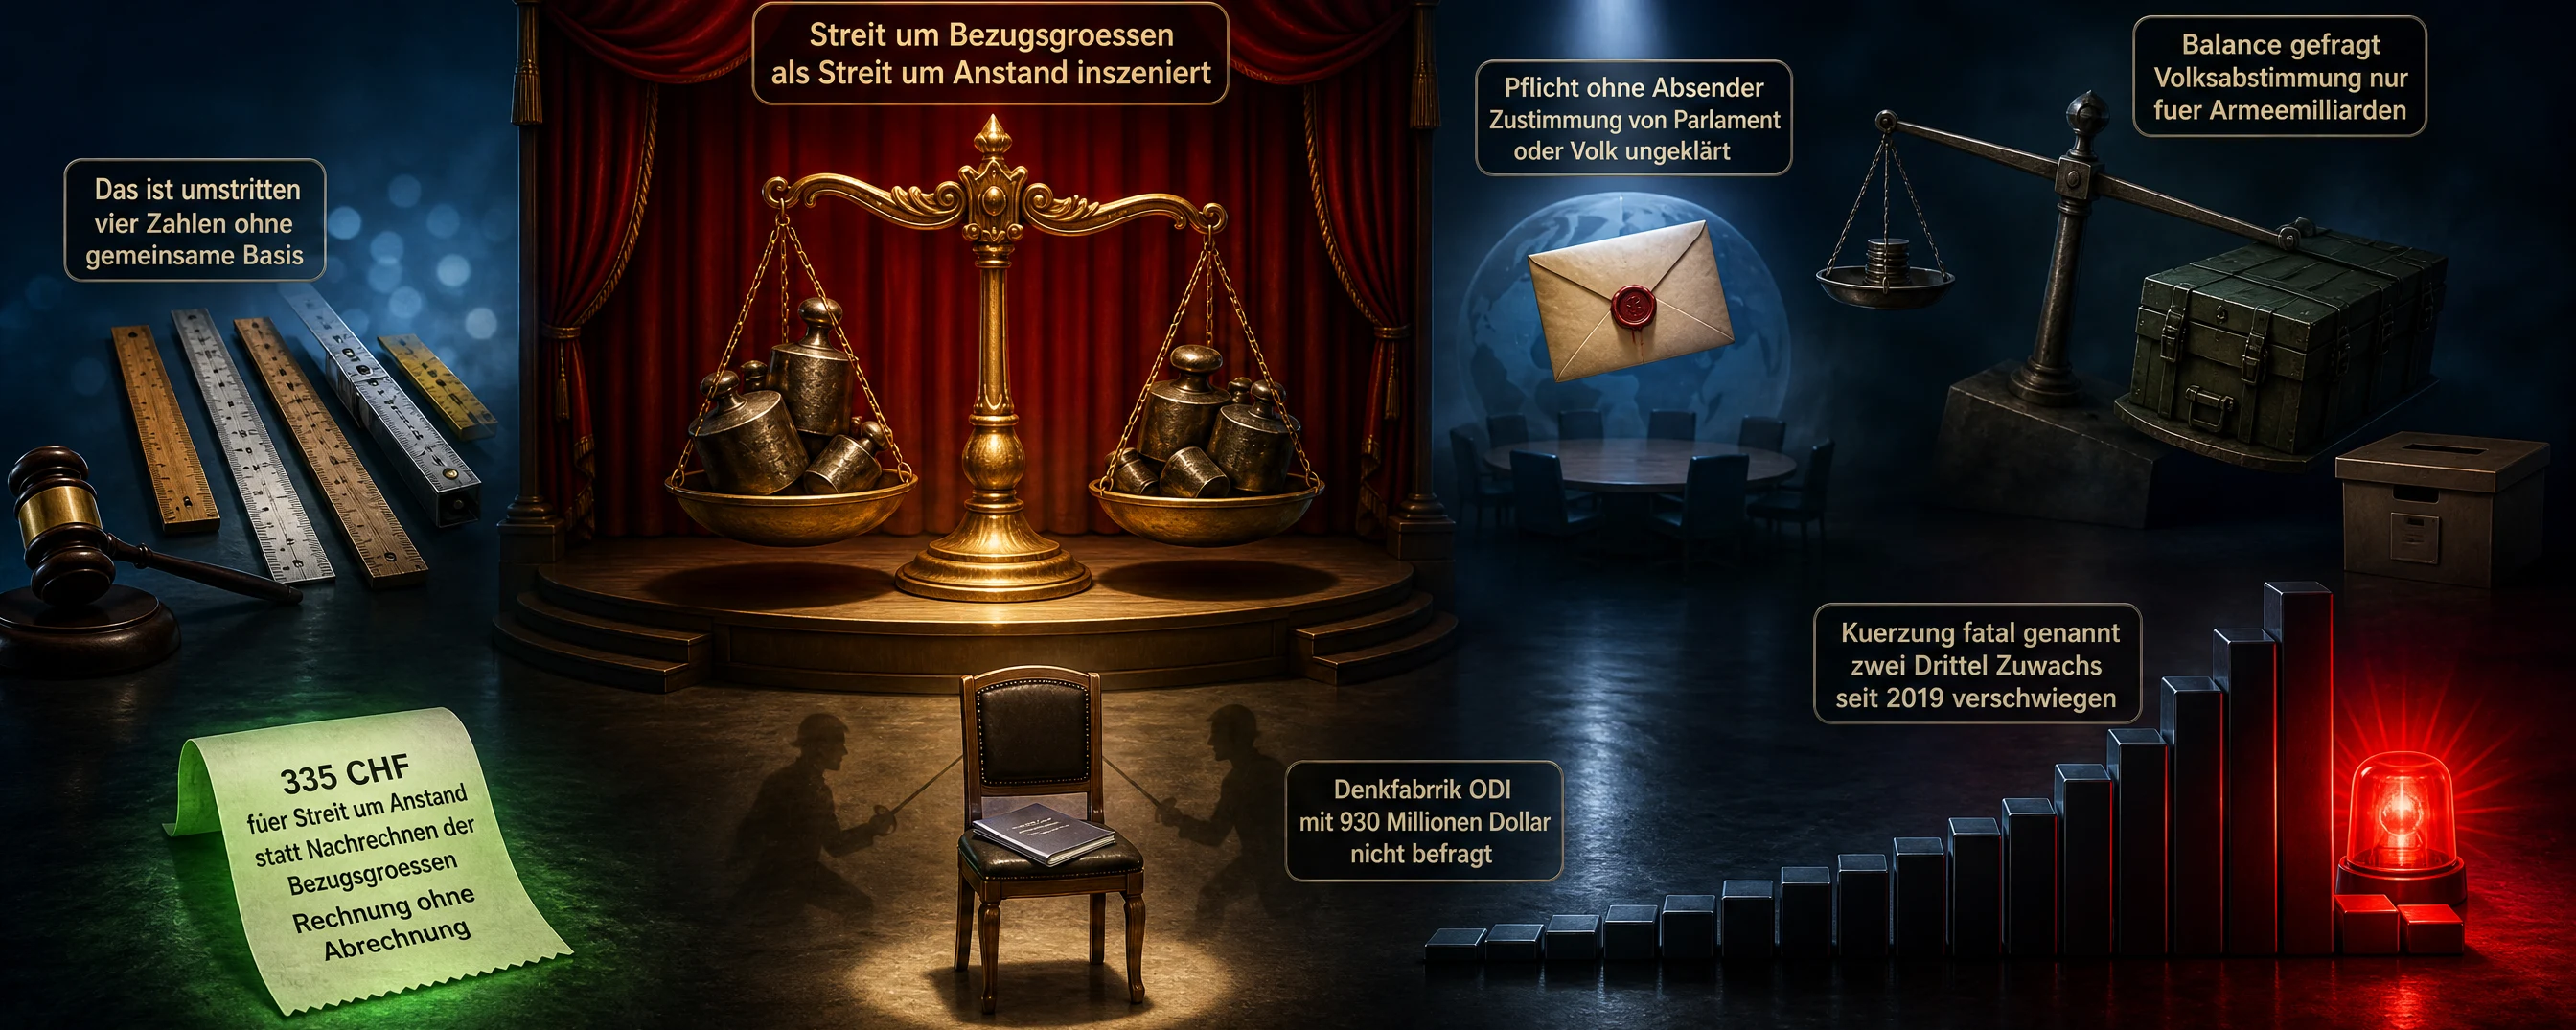 Streit um Bezugsgroessen
als Streit um Anstand inszeniert
Das ist umstritten
vier Zahlen ohne
gemeinsame Basis
Pflicht ohne Absender
Zustimmung von Parlament
oder Volk ungeklärt
Balance gefragt
Volksabstimmung nur
fuer Armeemilliarden
Kuerzung fatal genannt
zwei Drittel Zuwachs
seit 2019 verschwiegen
Denkfabrrik ODI
mit 930 Millionen Dollar
nicht befragt
335 CHF
für Streit um Anstand
statt Nachrechnen der
Bezugsgroessen
Rechnung ohne
Abrechnung